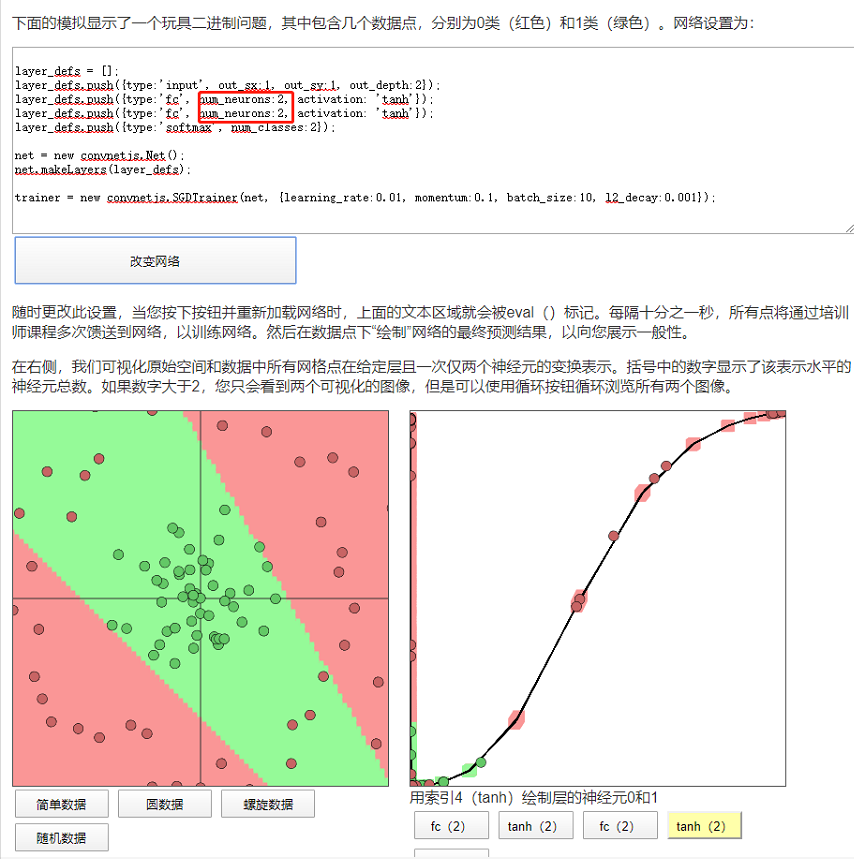 下面的模拟显示了一个玩具二进制问题，其中包含几个数据点，分别为0类（红色）和1类（绿色）。网络设置为：
layer_defs = [];
layer_defs.push({type:'input', out_sx:1, out_sy:1, out_depth:2});
layer_defs.push({type:'fc', num_neurons:2, activation: 'tanh'});
layer_defs.push({type:'fc', num_neurons:2, activation: 'tanh'});
layer_defs.push({type:'softmax', num_classes:2});
net = new convnetjs.Net();
net.makeLayers(layer_defs);
trainer = new convnetjs.SGDTrainer(net, {learning_rate:0.01, momentum:0.1, batch_size:10, l2_decay:0.001});
改变网络
随时更改此设置，当您按下按钮并重新加载网络时，上面的文本区域就会被eval（）标记。每隔十分之一秒，所有点将通过培训
师课程多次馈送到网络，以训练网络。然后在数据点下“绘制”网络的最终预测结果，以向您展示一般性。
在右侧，我们可视化原始空间和数据中所有网格点在给定层且一次仅两个神经元的变换表示。括号中的数字显示了该表示水平的
神经元总数。如果数字大于2，您只会看到两个可视化的图像，但是可以使用循环按钮循环浏览所有两个图像。
用索引4（tanh）绘制层的神经元0和1
简单数据 圆数据 螺旋数据
fc（2） tanh（2） fc（2） tanh（2）
随机数据